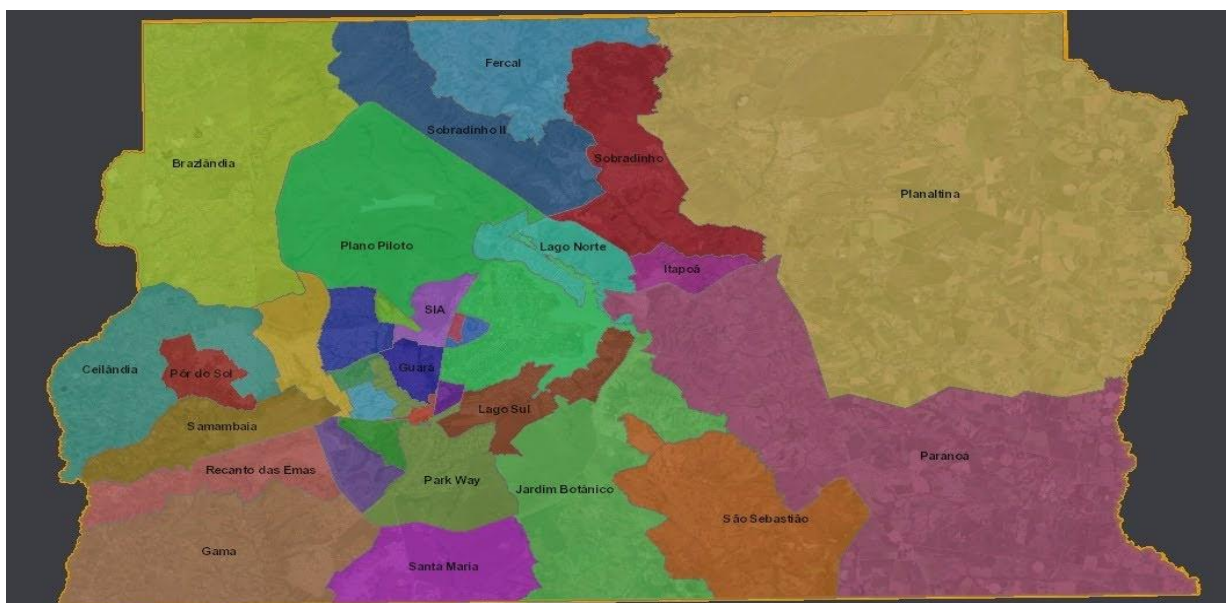 Fercal
Sobradinho II
Sobradinho
Brazlândia
Planaltina
Plano Piloto
Lago Norte
Itapoã
SIA
Ceilândia
Pôr do Sol
Guará
Lago Sul
Samambaia
Paranoá
Recanto das Emas
Park Way
Jardim Botânico
São Sebastião
Gama
Santa Maria